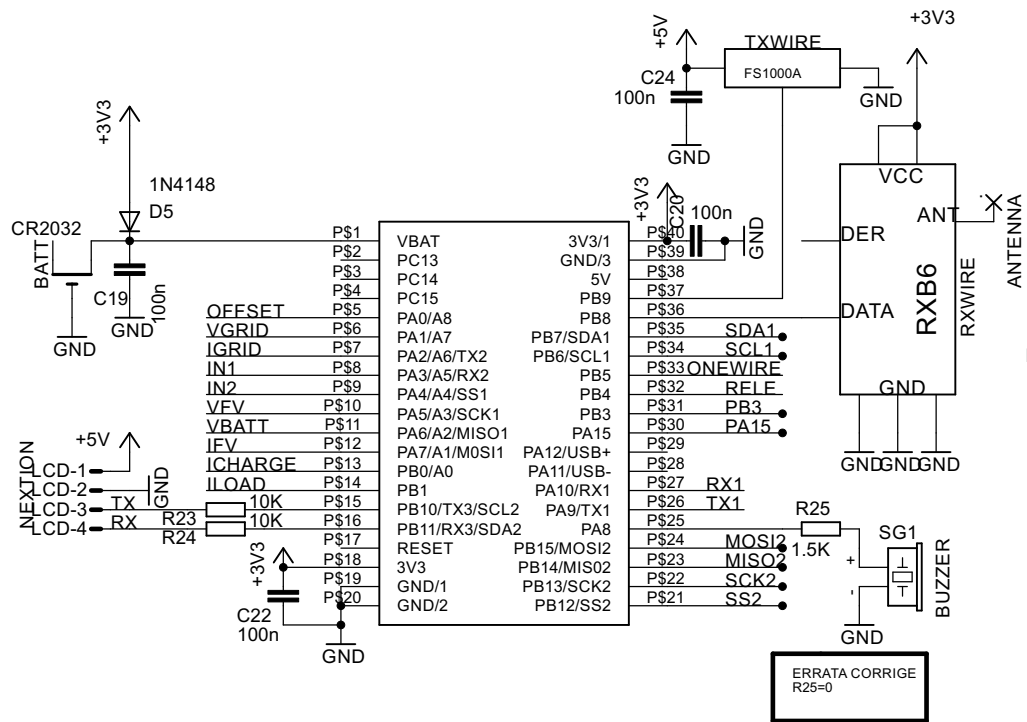 +3V3
+5V
TXWIRE
FS1000A
C24
100n
GND
GND
+3V3
1N4148
D5
CR2032
BATT
C19
100n
GND
GND
+3V3
C20
100n
GND
VCC
ANT
ANTENNA
DER
DATA
RXB6
RXWIRE
GND
GND
GND
GND
P$1
VBAT
P$2
PC13
P$3
PC14
P$4
PC15
OFFSET
P$5
PA0/A8
VGRID
P$6
PA1/A7
IGRID
P$7
PA2/A6/TX2
IN1
P$8
PA3/A5/RX2
IN2
P$9
PA4/A4/SS1
VFV
P$10
PA5/A3/SCK1
VBATT
P$11
PA6/A2/MISO1
IFV
P$12
PA7/A1/M0SI1
ICHARGE
P$13
PB0/A0
ILOAD
P$14
PB1
P$15
PB10/TX3/SCL2
P$16
PB11/RX3/SDA2
P$17
RESET
P$18
3V3
P$19
GND/1
P$20
GND/2
3V3/1
P$40
GND/3
P$39
5V
P$38
PB9
P$37
PB8
P$36
PB7/SDA1
P$35
SDA1
PB6/SCL1
P$34
SCL1
PB5
P$33
ONEWIRE
PB4
P$32
RELE
PB3
P$31
PB3
PA15
P$30
PA15
PA12/USB+
P$29
PA11/USB-
P$28
PA10/RX1
P$27
RX1
PA9/TX1
P$26
TX1
PA8
P$25
PB15/MOSI2
P$24
MOSI2
PB14/MIS02
P$23
MISO2
PB13/SCK2
P$22
SCK2
PB12/SS2
P$21
SS2
NEXTION
+5V
LCD-1
LCD-2
GND
LCD-3
TX
10K
R23
LCD-4
RX
10K
R24
+3V3
C22
100n
GND
R25
1.5K
SG1
+
-
BUZZER
GND
ERRATA CORRIGE
R25=0